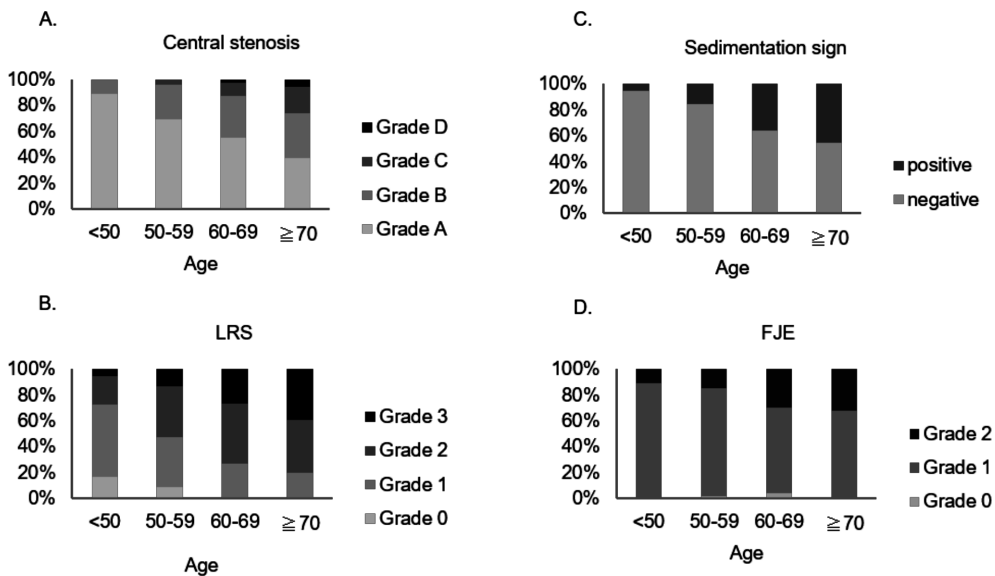 A.
Central stenosis
100%
80%
60%
40%
20%
0%
<50 50-59 60-69 ≧70
Age
Grade D
Grade C
Grade B
Grade A
C.
Sedimentation sign
100%
80%
60%
40%
20%
0%
<50 50-59 60-69 ≧70
Age
positive
negative
B.
LRS
100%
80%
60%
40%
20%
0%
<50 50-59 60-69 ≧70
Age
Grade 3
Grade 2
Grade 1
Grade 0
D.
FJE
100%
80%
60%
40%
20%
0%
<50 50-59 60-69 ≧70
Age
Grade 2
Grade 1
Grade 0